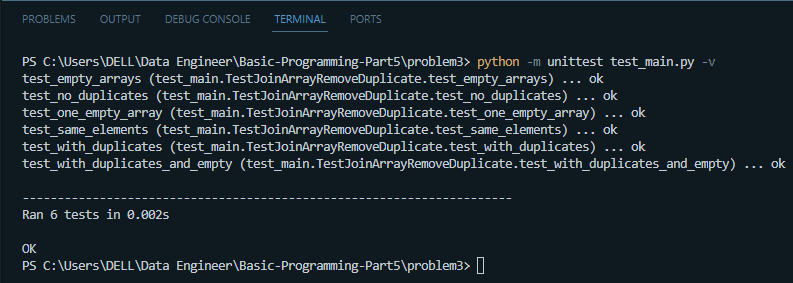 PROBLEMS OUTPUT DEBUG CONSOLE TERMINAL PORTS
PS C:\Users\DELL\Data Engineer\Basic-Programming-Part5\problem3> python -m unittest test_main.py -v
test_empty_arrays (test_main.TestJoinArrayRemoveDuplicate.test_empty_arrays) ... ok
test_no_duplicates (test_main.TestJoinArrayRemoveDuplicate.test_no_duplicates) ... ok
test_one_empty_array (test_main.TestJoinArrayRemoveDuplicate.test_one_empty_array) ... ok
test_same_elements (test_main.TestJoinArrayRemoveDuplicate.test_same_elements) ... ok
test_with_duplicates (test_main.TestJoinArrayRemoveDuplicate.test_with_duplicates) ... ok
test_with_duplicates_and_empty (test_main.TestJoinArrayRemoveDuplicate.test_with_duplicates_and_empty) ... ok
----------------------------------------------------------------------
Ran 6 tests in 0.002s
OK
PS C:\Users\DELL\Data Engineer\Basic-Programming-Part5\problem3>